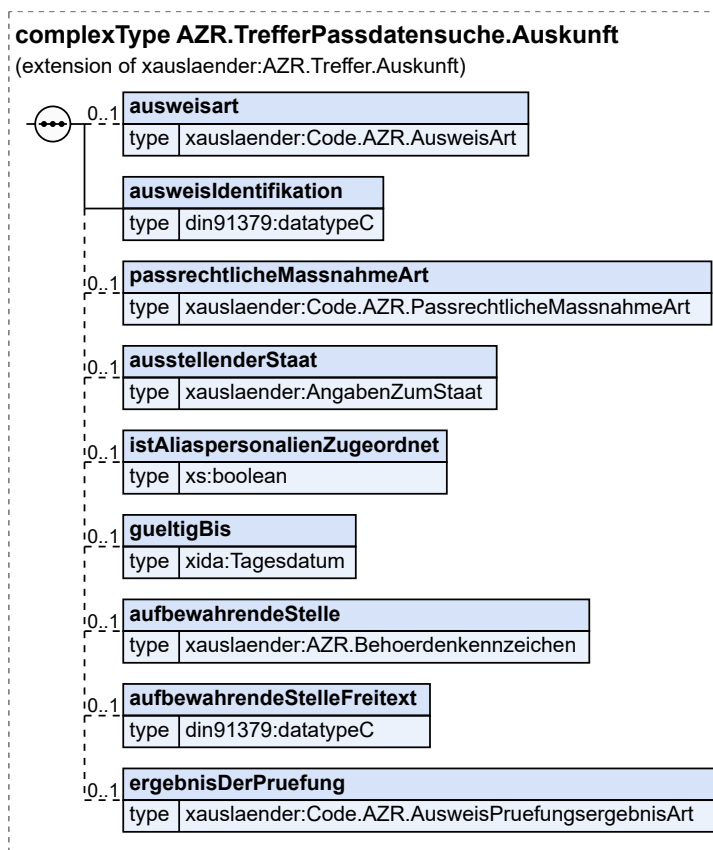 complexType AZR.TrefferPassdatensuche.Auskunft
(extension of xauslaender:AZR.Treffer.Auskunft)
0..1 ausweisart
type xauslaender:Code.AZR.AusweisArt
ausweisIdentifikation
type din91379:datatypeC
0..1 passrechtlicheMassnahmeArt
type xauslaender:Code.AZR.PassrechtlicheMassnahmeArt
0..1 ausstellenderStaat
type xauslaender:AngabenZumStaat
0..1 istAliaspersonalienZugeordnet
type xs:boolean
0..1 gueltigBis
type xida:Tagesdatum
0..1 aufbewahrendeStelle
type xauslaender:AZR.Behoerdenkennzeichen
0..1 aufbewahrendeStelleFreitext
type din91379:datatypeC
0..1 ergebnisDerPruefung
type xauslaender:Code.AZR.AusweisPruefungsergebnisArt